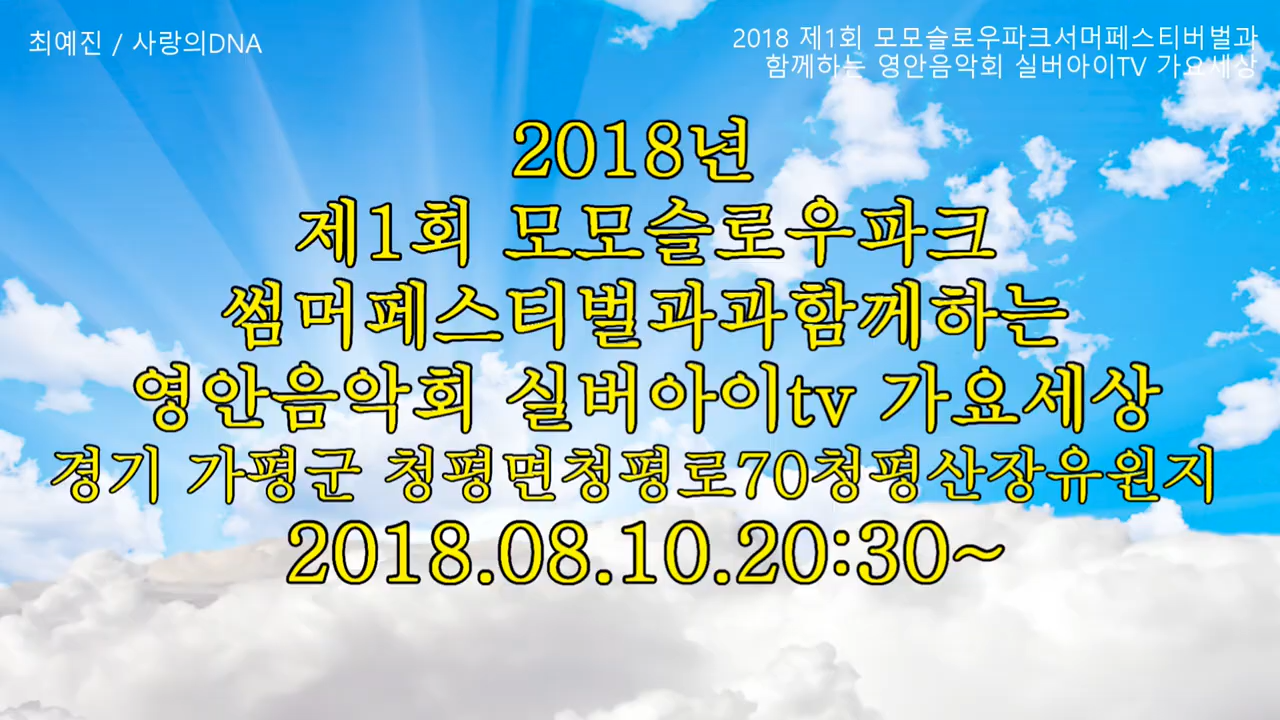 최예진 / 사랑의DNA
2018 제1회 모모슬로우파크서머페스티버벌과
함께하는 영안음악회 실버아이TV 가요세상
2018년
제1회 모모슬로우파크
썸머페스티벌과과함께하는
영안음악회 실버아이tv 가요세상
경기 가평군 청평면청평로70청평산장유원지
2018.08.10.20:30~